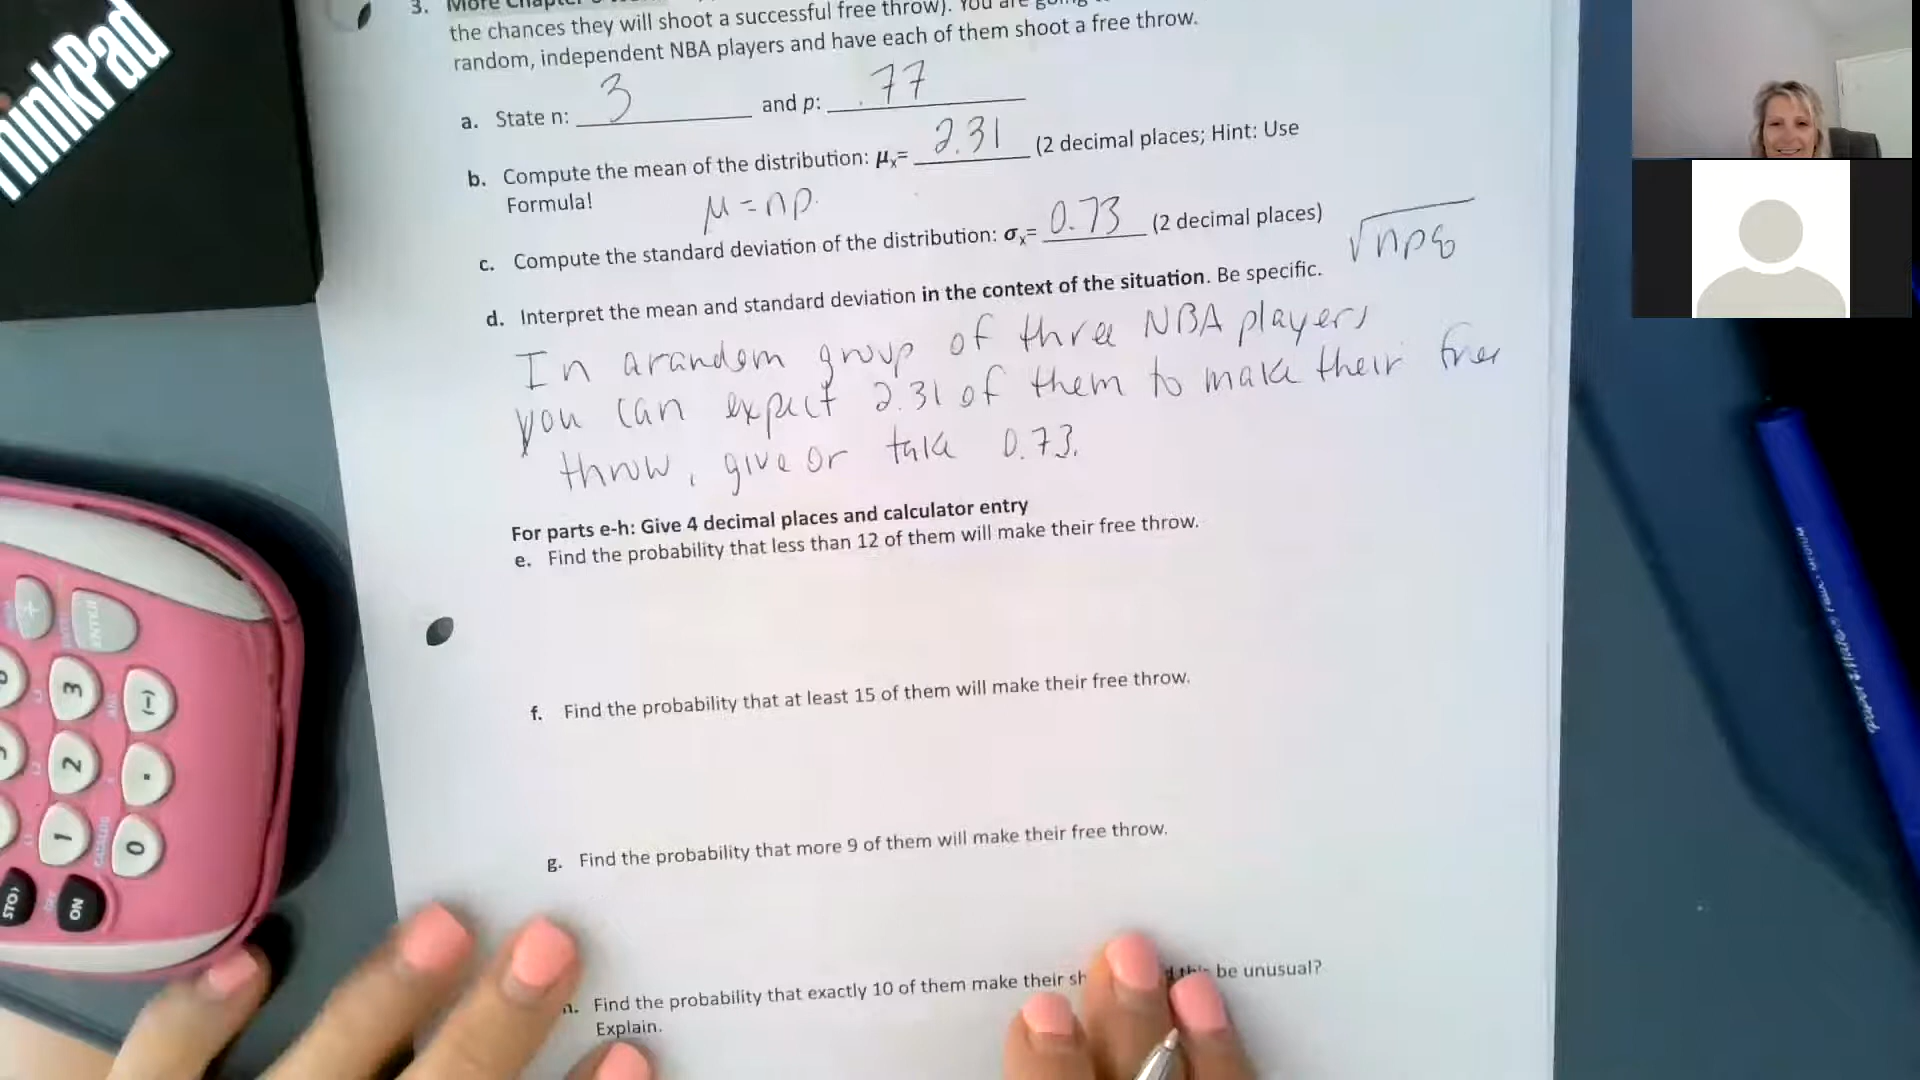 ThinkPad
3. More Chapter
the chances they will shoot a successful free throw). You are going to
random, independent NBA players and have each of them shoot a free throw.
a. State n: 3 and p: .77
b. Compute the mean of the distribution: μx= 2.31 (2 decimal places; Hint: Use
Formula!
μ = np.
c. Compute the standard deviation of the distribution: σx= 0.73 (2 decimal places)
√npq
d. Interpret the mean and standard deviation in the context of the situation. Be specific.
In a random group of three NBA players
you can expect 2.31 of them to make their free
throw, give or take 0.73.
For parts e-h: Give 4 decimal places and calculator entry
e. Find the probability that less than 12 of them will make their free throw.
f. Find the probability that at least 15 of them will make their free throw.
g. Find the probability that more 9 of them will make their free throw.
Find the probability that exactly 10 of them make their be unusual?
Explain.
+
ENTER
3
(-)
2
.
1
0
STO
ON
CATALOG